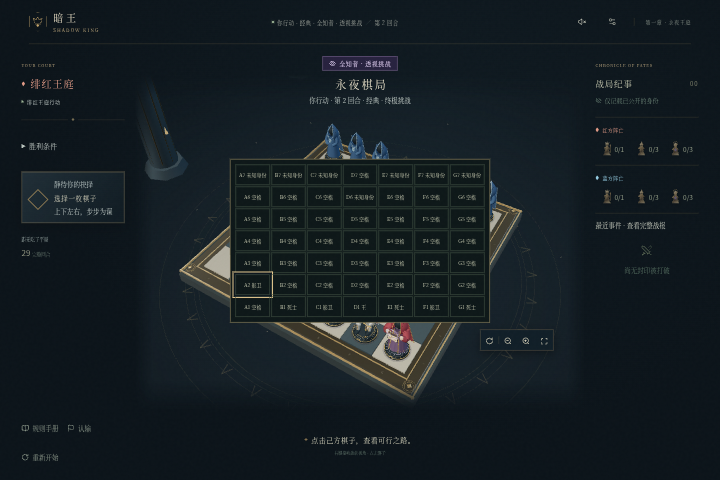 暗王
SHADOW KING
你行动 · 经典 · 全知者 · 透视挑战 / 第 2 回合
YOUR COURT
绯红王庭
绯红王庭行动
胜利条件
静待你的抉择
选择一枚棋子
上下左右，步步为谋
29
规则手册 认输
重新开始
全知者 · 透视挑战
永夜棋局
你行动 · 第 2 回合 · 经典 · 终极挑战
A7 未知身份 B7 未知身份 C7 未知身份 D7 空格 E7 未知身份 F7 未知身份 G7 未知身份
A6 空格 B6 空格 C6 空格 D6 未知身份 E6 空格 F6 空格 G6 空格
A5 空格 B5 空格 C5 空格 D5 空格 E5 空格 F5 空格 G5 空格
A4 空格 B4 空格 C4 空格 D4 空格 E4 空格 F4 空格 G4 空格
A3 空格 B3 空格 C3 空格 D3 空格 E3 空格 F3 空格 G3 空格
A2 影卫 B2 空格 C2 空格 D2 空格 E2 空格 F2 空格 G2 空格
A1 空格 B1 死士 C1 影卫 D1 王 E1 死士 F1 影卫 G1 死士
点击己方棋子，查看可行之路。
CHRONICLE OF FATES
战局纪事 00
仅记载已公开的身份
红方阵亡
0/1 0/3 0/3
蓝方阵亡
0/1 0/3 0/3
最近事件 · 查看完整战报
尚无封印被打破